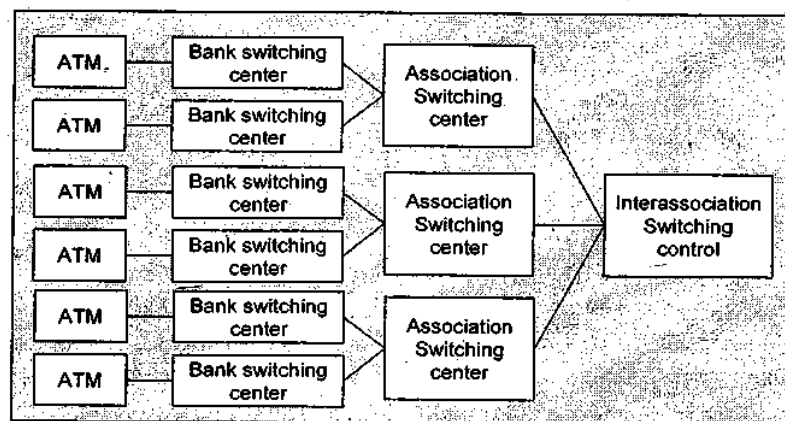 ATM
Bank switching
center
ATM
Bank switching
center
Association
Switching
center
ATM
Bank switching
center
ATM
Bank switching
center
Association
Switching
center
ATM
Bank switching
center
ATM
Bank switching
center
Association
Switching
center
Interassociation
Switching
control